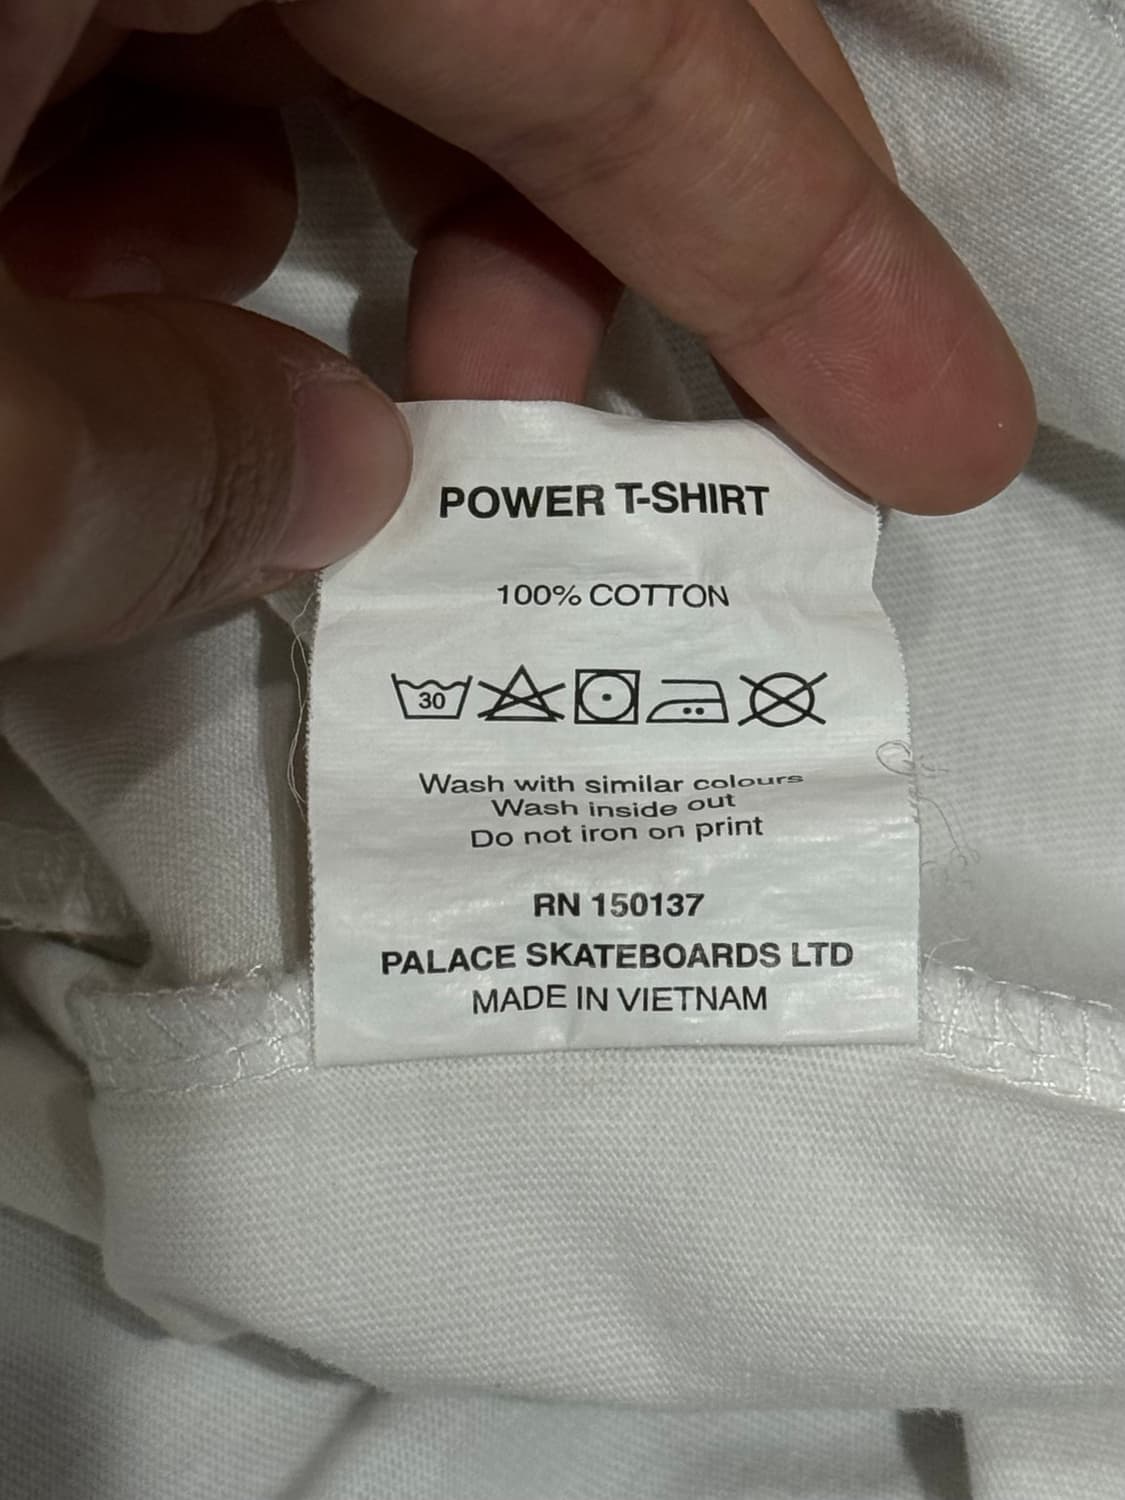 POWER T-SHIRT
100% COTTON
30
Wash with similar colours
Wash inside out
Do not iron on print
RN 150137
PALACE SKATEBOARDS LTD
MADE IN VIETNAM